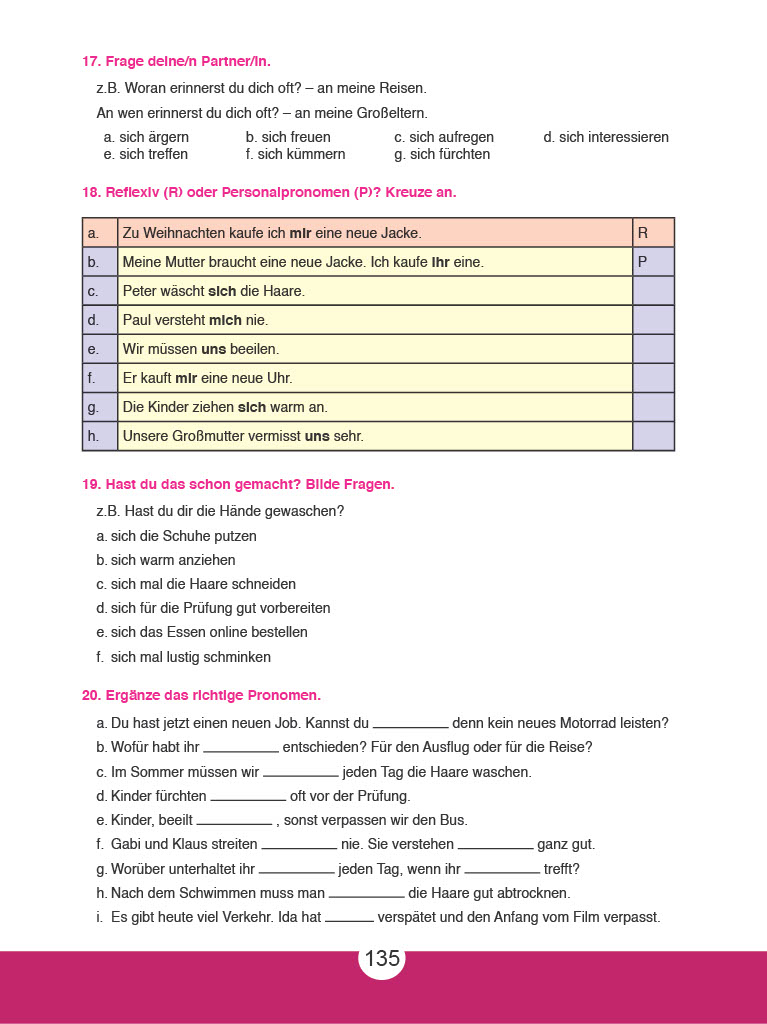 17. Frage deine/n Partner/in.
z.B. Woran erinnerst du dich oft? – an meine Reisen.
An wen erinnerst du dich oft? – an meine Großeltern.
a. sich ärgern b. sich freuen c. sich aufregen d. sich interessieren
e. sich treffen f. sich kümmern g. sich fürchten
18. Reflexiv (R) oder Personalpronomen (P)? Kreuze an.
a. Zu Weihnachten kaufe ich mir eine neue Jacke. R
b. Meine Mutter braucht eine neue Jacke. Ich kaufe ihr eine. P
c. Peter wäscht sich die Haare.
d. Paul versteht mich nie.
e. Wir müssen uns beeilen.
f. Er kauft mir eine neue Uhr.
g. Die Kinder ziehen sich warm an.
h. Unsere Großmutter vermisst uns sehr.
19. Hast du das schon gemacht? Bilde Fragen.
z.B. Hast du dir die Hände gewaschen?
a. sich die Schuhe putzen
b. sich warm anziehen
c. sich mal die Haare schneiden
d. sich für die Prüfung gut vorbereiten
e. sich das Essen online bestellen
f. sich mal lustig schminken
20. Ergänze das richtige Pronomen.
a. Du hast jetzt einen neuen Job. Kannst du __________ denn kein neues Motorrad leisten?
b. Wofür habt ihr __________ entschieden? Für den Ausflug oder für die Reise?
c. Im Sommer müssen wir __________ jeden Tag die Haare waschen.
d. Kinder fürchten __________ oft vor der Prüfung.
e. Kinder, beeilt __________ , sonst verpassen wir den Bus.
f. Gabi und Klaus streiten __________ nie. Sie verstehen __________ ganz gut.
g. Worüber unterhaltet ihr __________ jeden Tag, wenn ihr __________ trefft?
h. Nach dem Schwimmen muss man __________ die Haare gut abtrocknen.
i. Es gibt heute viel Verkehr. Ida hat ______ verspätet und den Anfang vom Film verpasst.
135